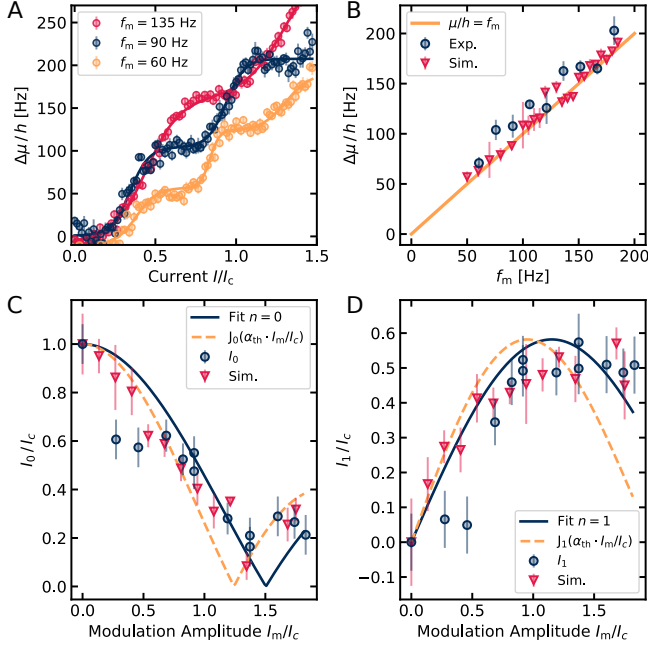 A
f_m = 135 Hz
f_m = 90 Hz
f_m = 60 Hz
Δμ/h [Hz]
200
150
100
50
0
0.0 0.5 1.0 1.5
Current I/I_c
B
μ/h = f_m
Exp.
Sim.
Δμ/h [Hz]
200
150
100
50
0
0 50 100 150 200
f_m [Hz]
C
Fit n = 0
J_0(α_th · I_m/I_c)
I_0
Sim.
I_0/I_c
1.0
0.8
0.6
0.4
0.2
0.0
0.0 0.5 1.0 1.5
Modulation Amplitude I_m/I_c
D
I_1/I_c
0.6
0.5
0.4
0.3
0.2
0.1
0.0
−0.1
Fit n = 1
J_1(α_th · I_m/I_c)
I_1
Sim.
0.0 0.5 1.0 1.5
Modulation Amplitude I_m/I_c